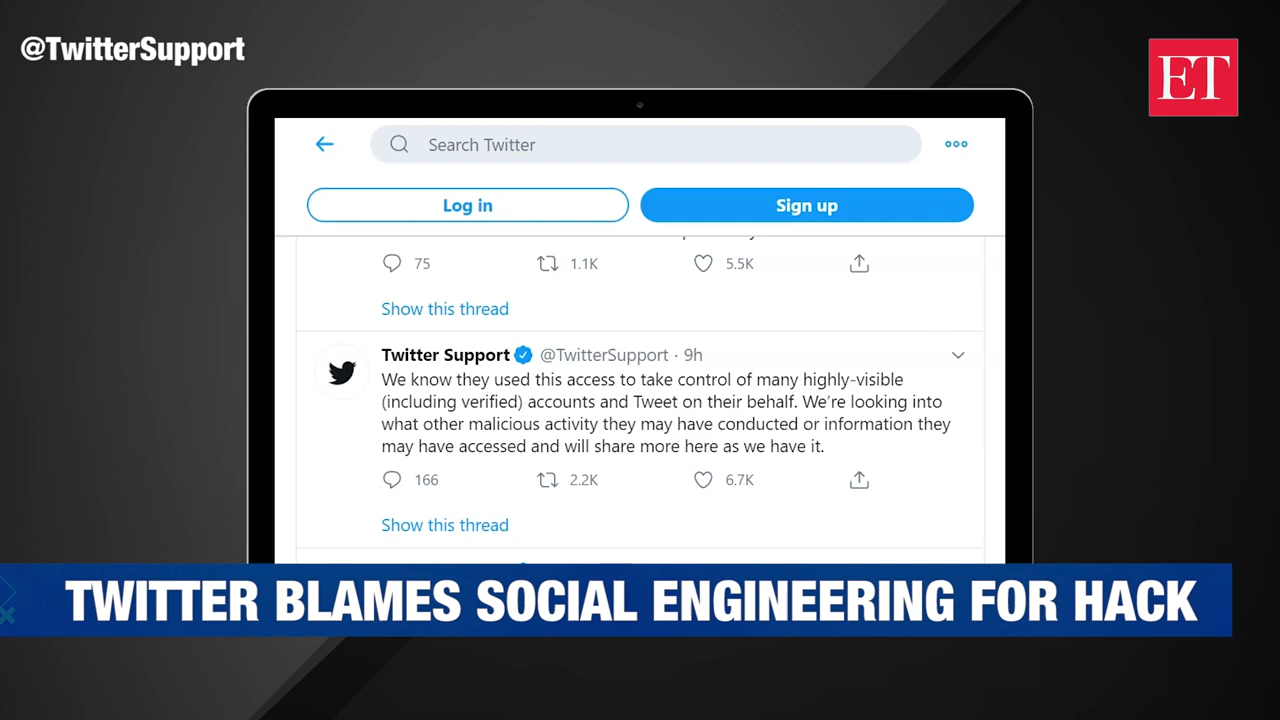 @TwitterSupport
ET
Search Twitter
Log in
Sign up
75
1.1K
5.5K
Show this thread
Twitter Support @TwitterSupport · 9h
We know they used this access to take control of many highly-visible
(including verified) accounts and Tweet on their behalf. We’re looking into
what other malicious activity they may have conducted or information they
may have accessed and will share more here as we have it.
166
2.2K
6.7K
Show this thread
TWITTER BLAMES SOCIAL ENGINEERING FOR HACK